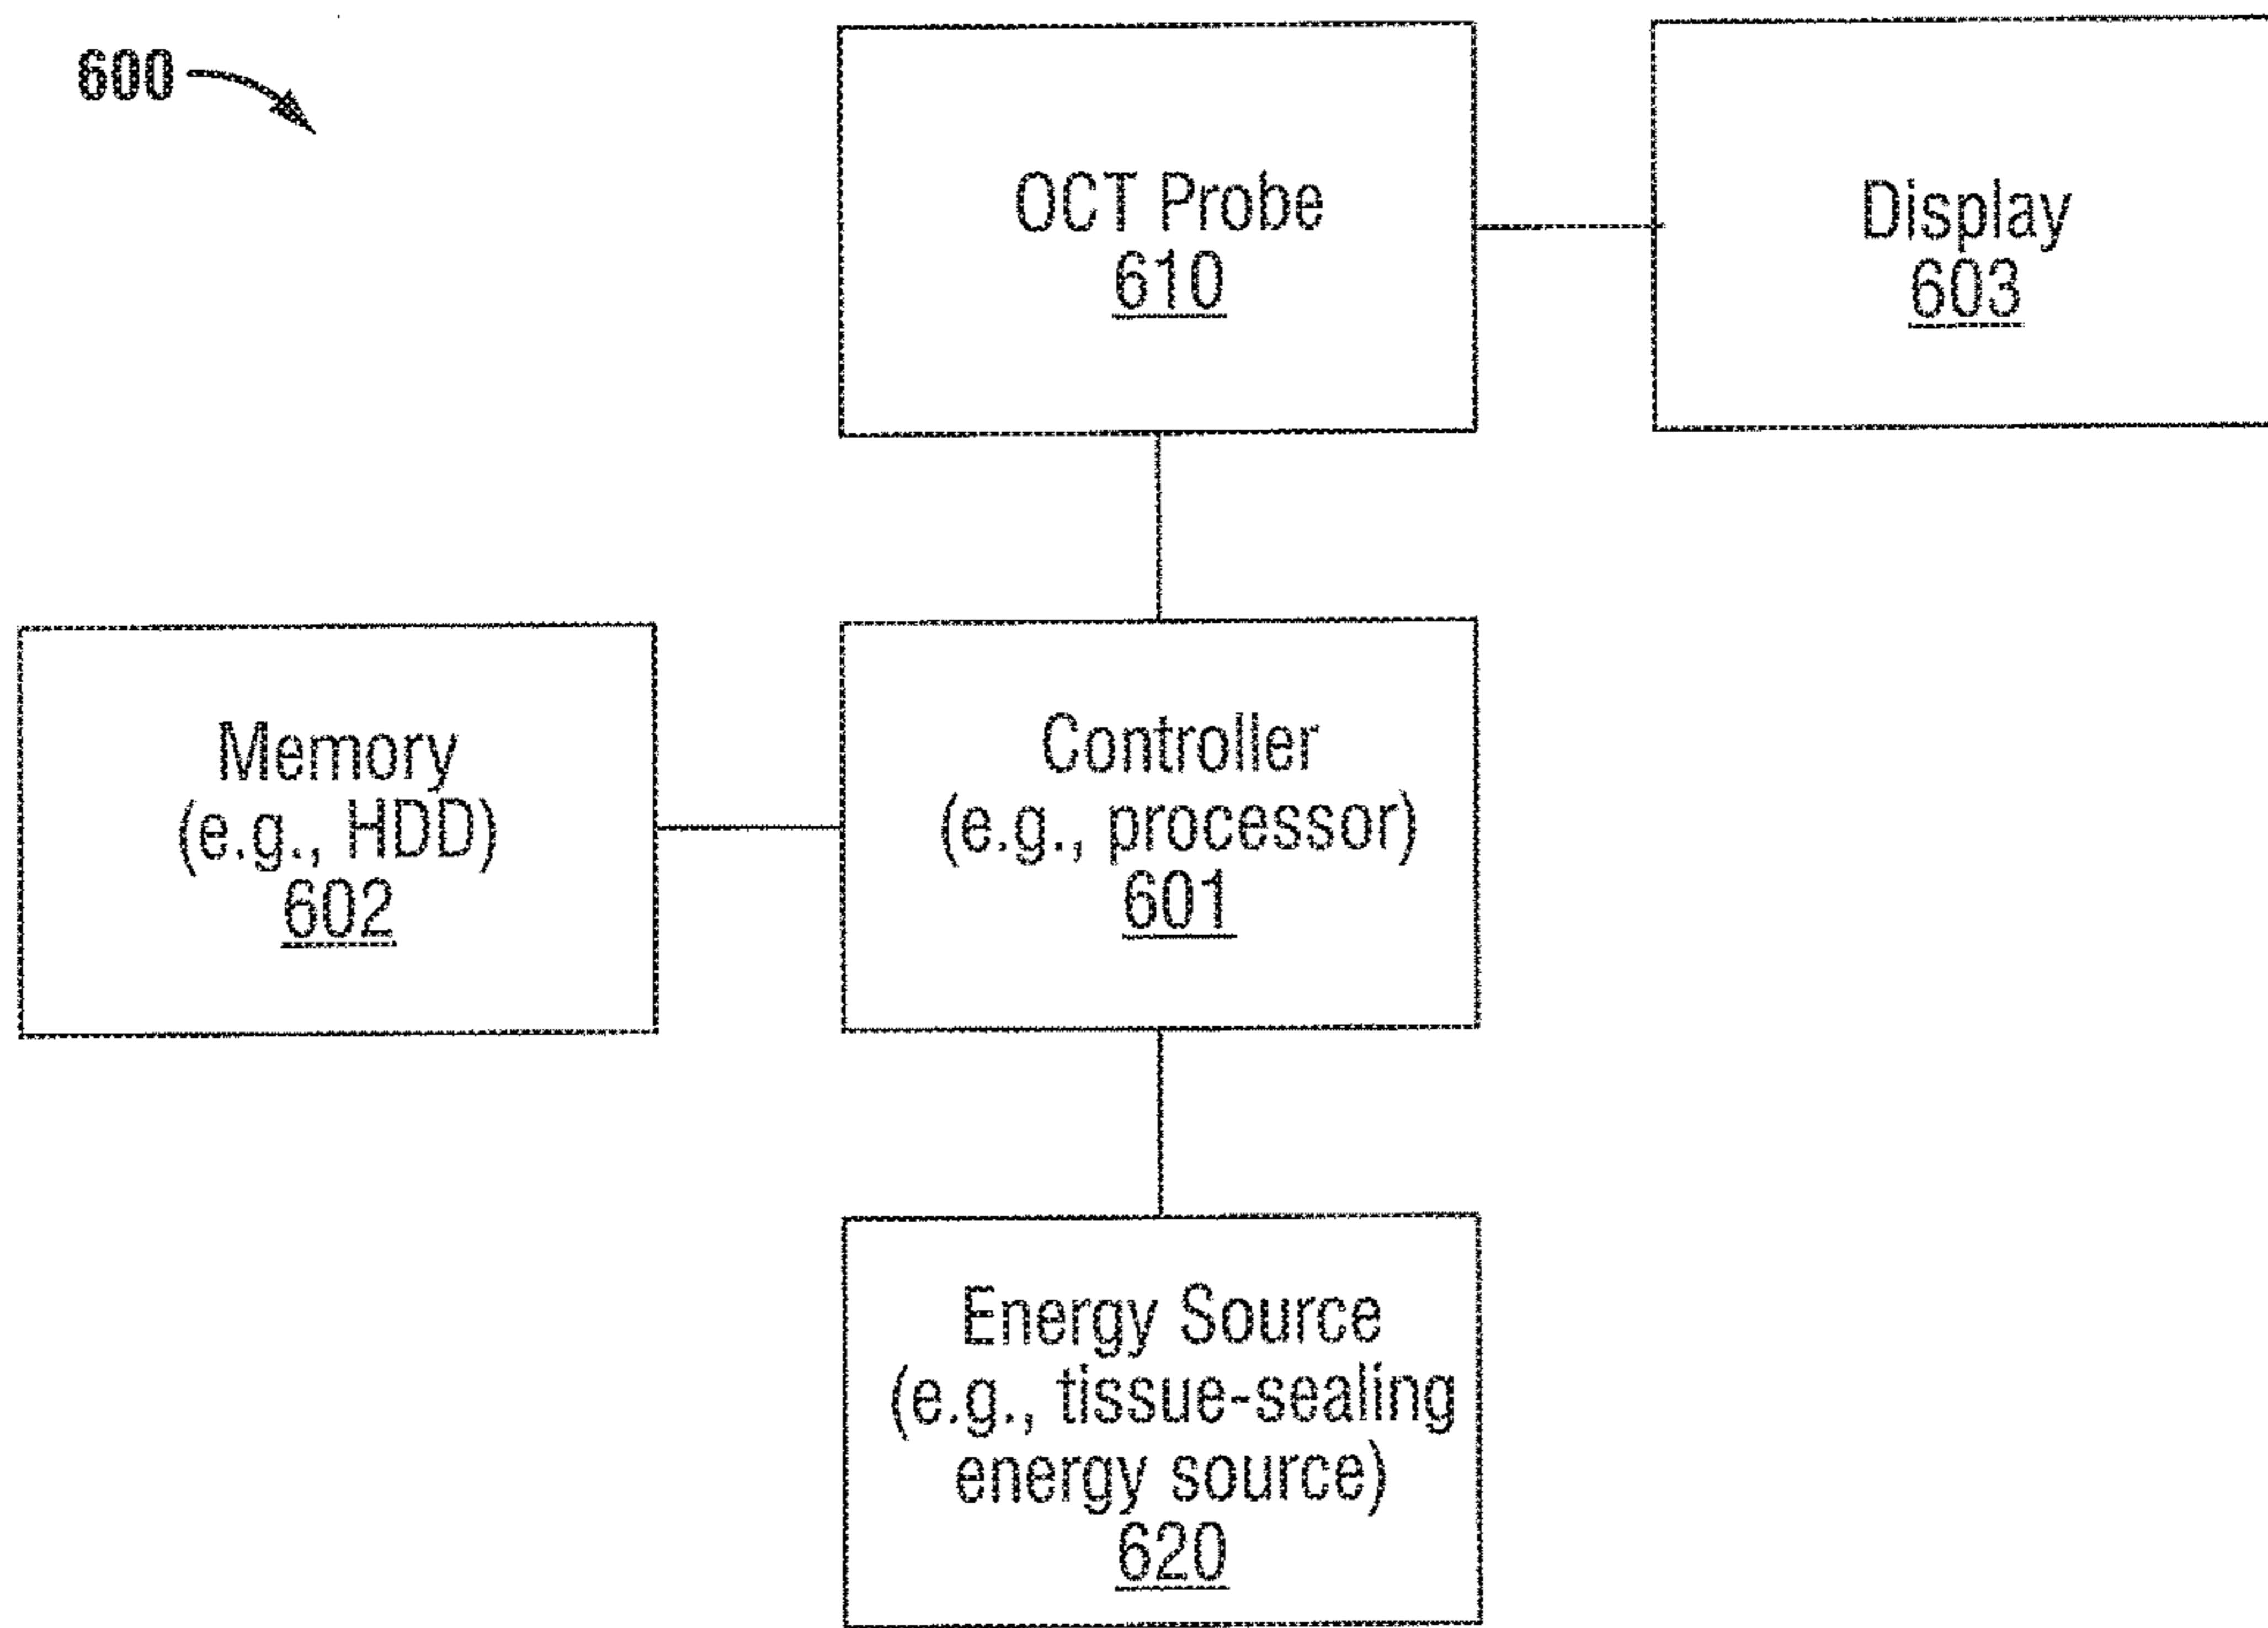 600
OCT Probe
610
Display
603
Memory
(e.g., HDD)
602
Controller
(e.g., processor)
601
Energy Source
(e.g., tissue-sealing
energy source)
620